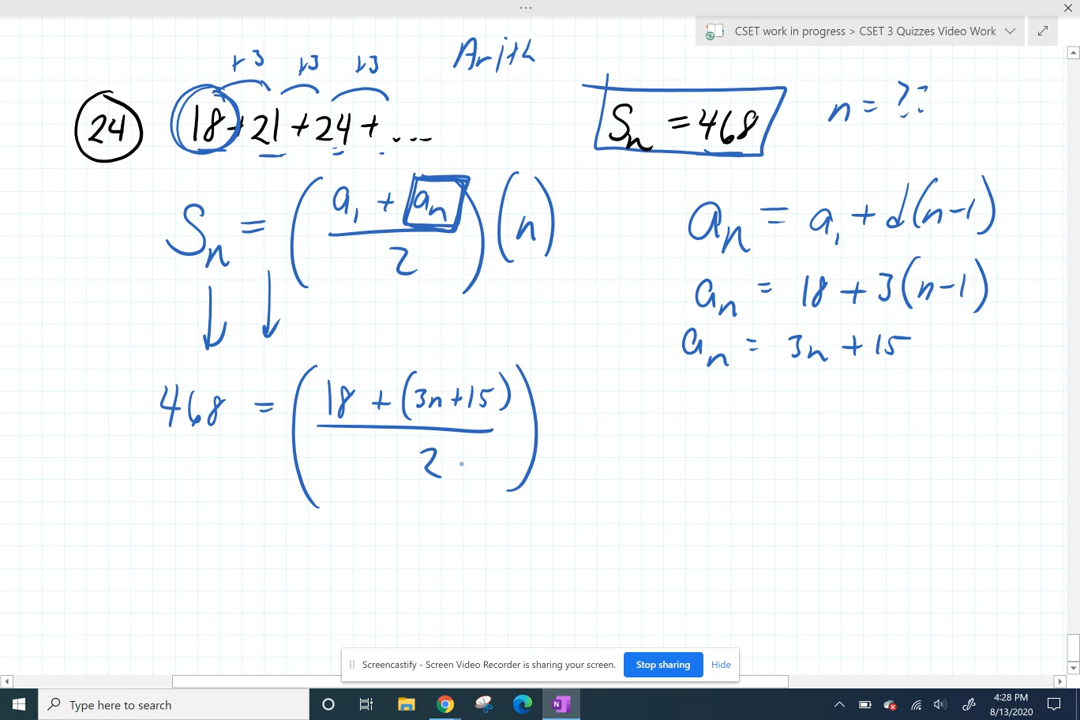 CSET work in progress > CSET 3 Quizzes Video Work
+3 +3 +3 Arith
24 18+21+24+... Sn = 468 n = ??
Sn = (a1 + an / 2)(n) an = a1 + d(n-1)
an = 18 + 3(n-1)
an = 3n + 15
468 = (18 + (3n+15) / 2)
Screencastify - Screen Video Recorder is sharing your screen. Stop sharing Hide
Type here to search
4:28 PM
8/13/2020